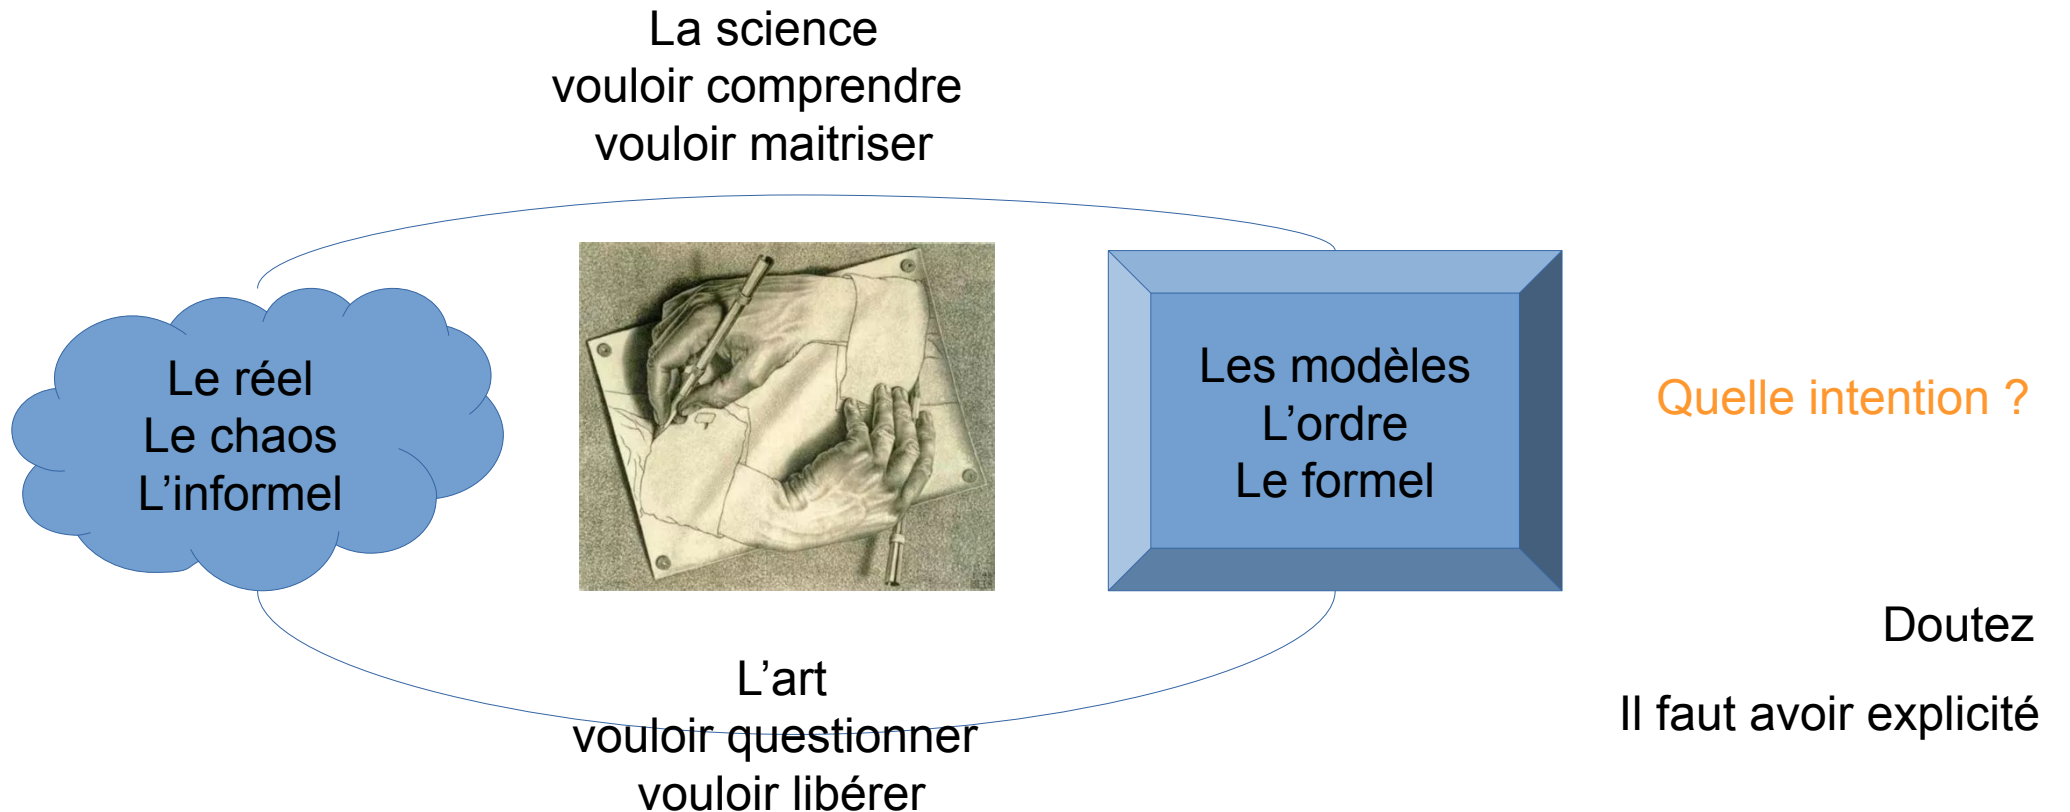 La science
vouloir comprendre
vouloir maitriser
Le réel
Le chaos
L’informel
Les modèles
L’ordre
Le formel
Quelle intention ?
Doutez
Il faut avoir explicité
L’art
vouloir questionner
vouloir libérer